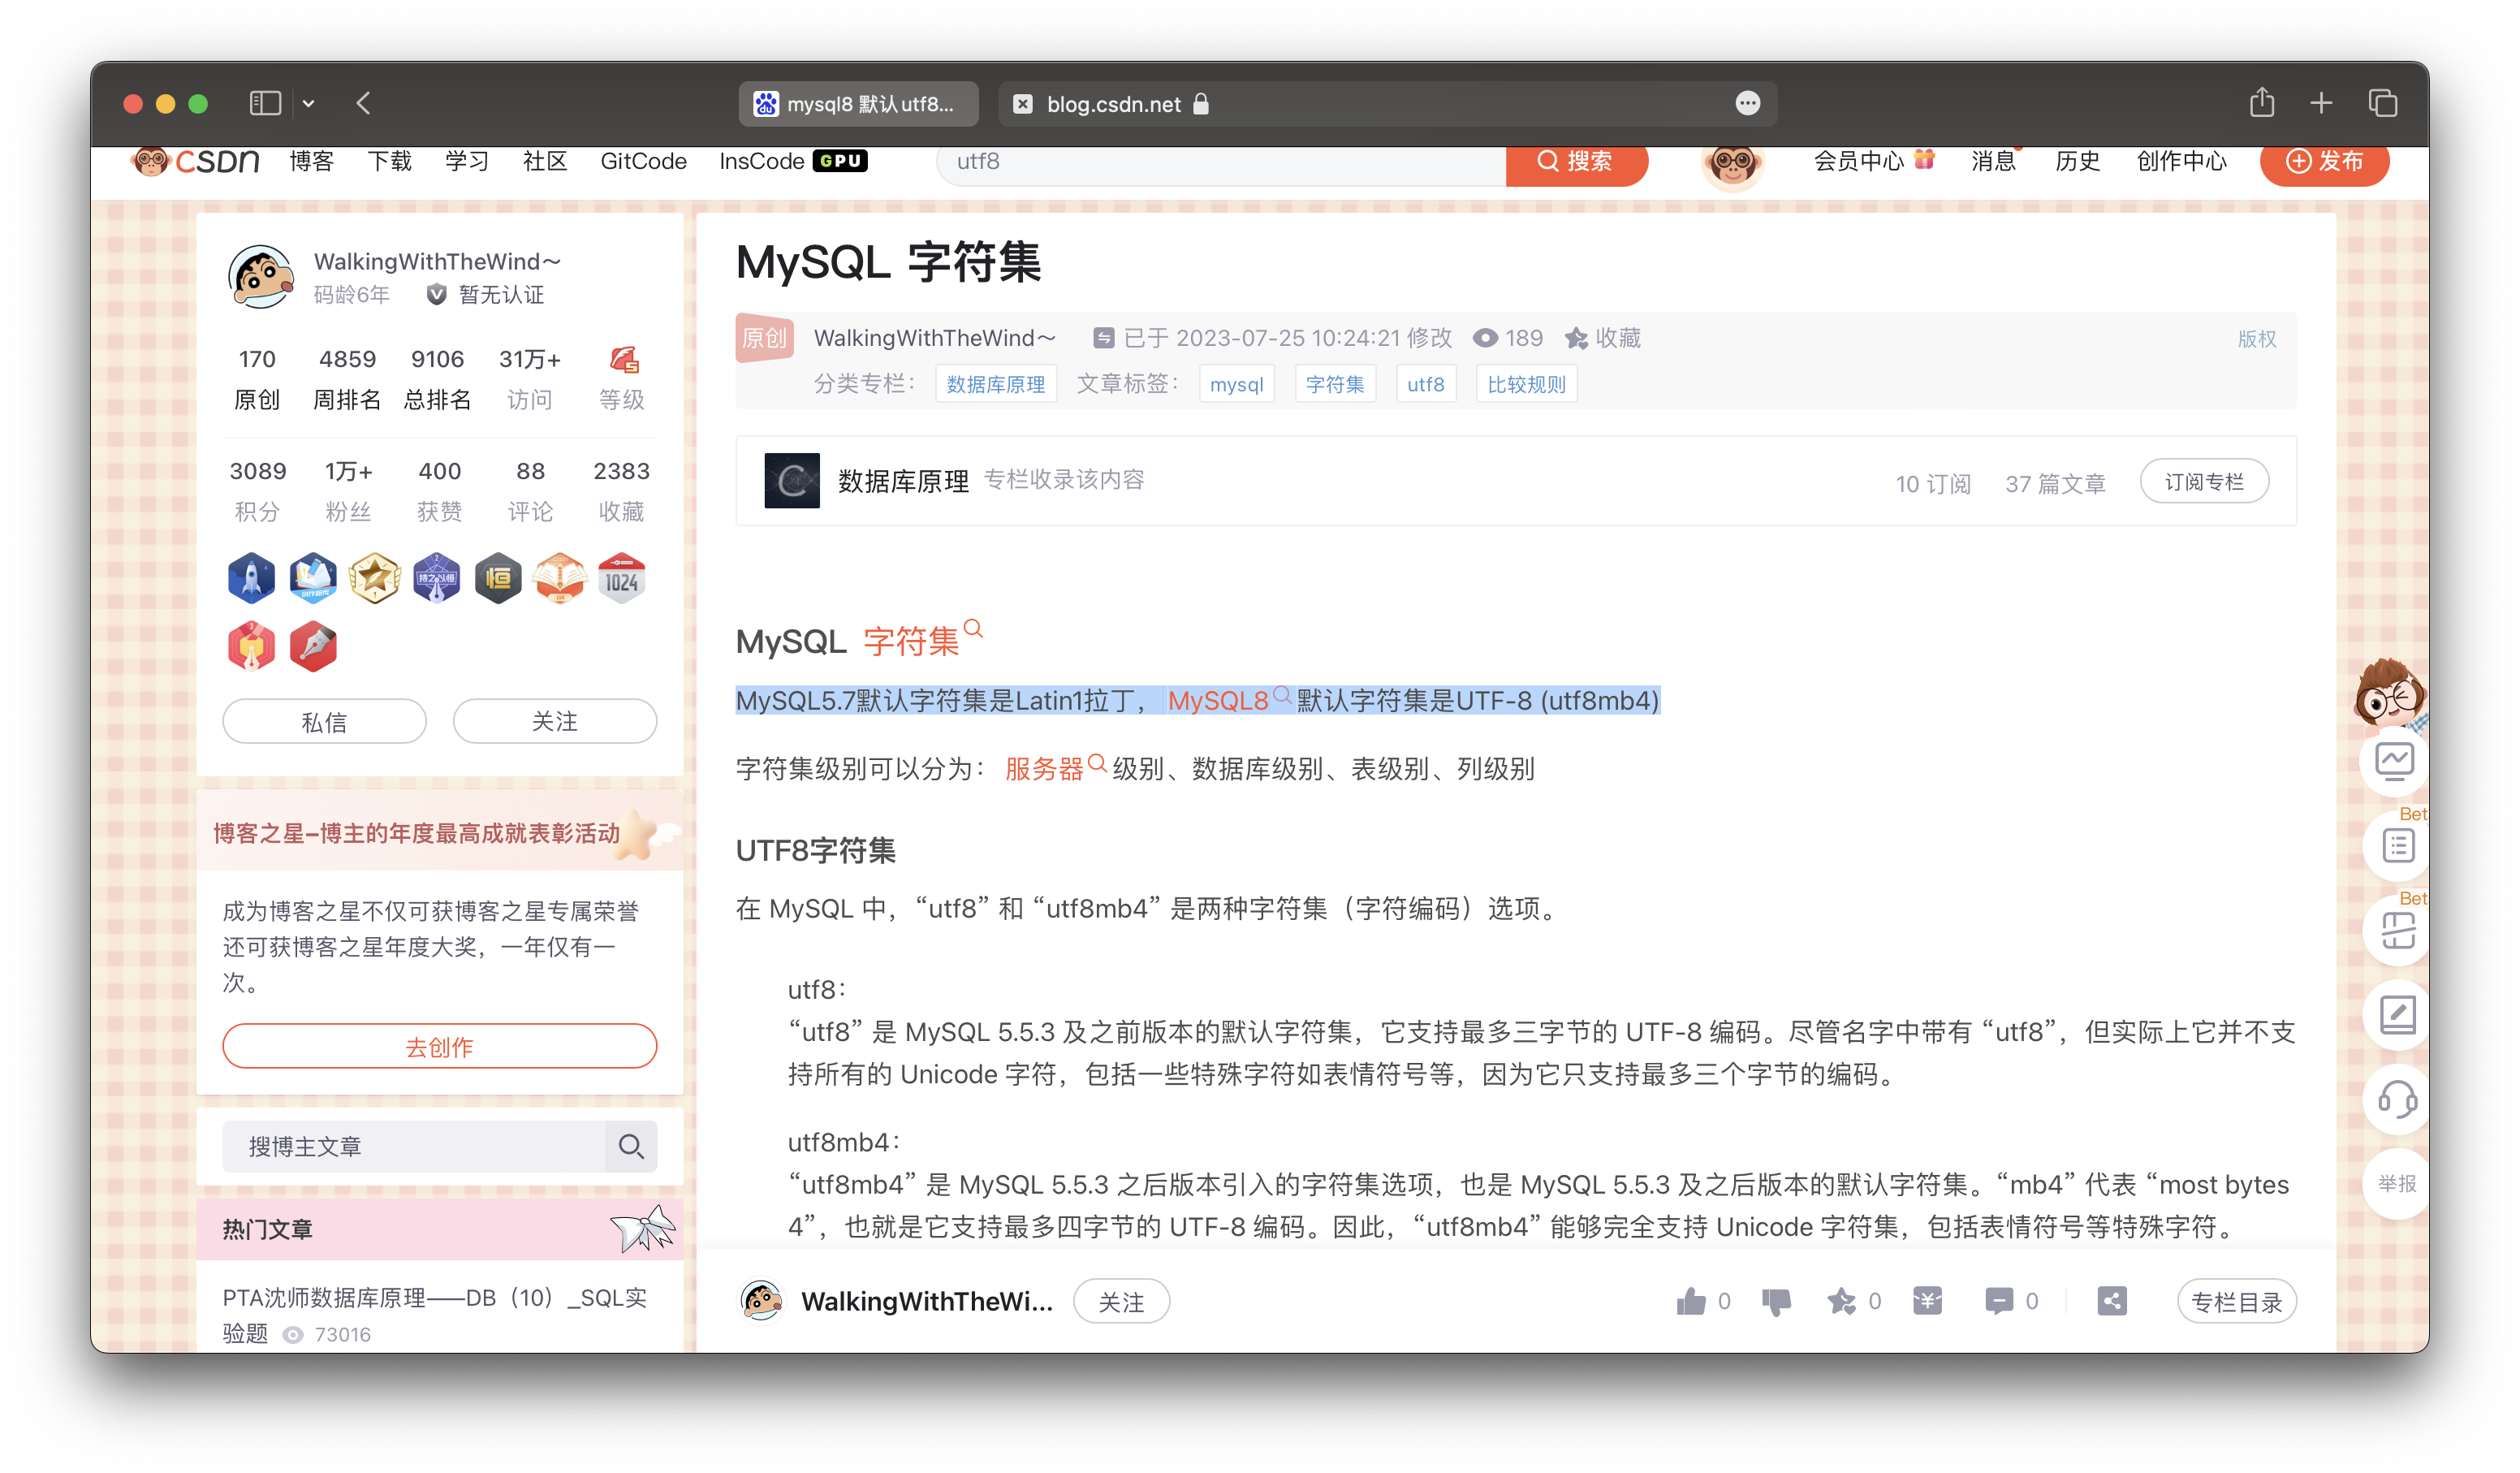 mysql8 默认utf8...
blog.csdn.net
CSDN 博客 下载 学习 社区 GitCode InsCode GPU
utf8
搜索
会员中心 消息 历史 创作中心 发布
WalkingWithTheWind～
码龄6年 暂无认证
170 4859 9106 31万+
原创 周排名 总排名 访问 等级
3089 1万+ 400 88 2383
积分 粉丝 获赞 评论 收藏
持之以恒
恒
1024
私信 关注
博客之星—博主的年度最高成就表彰活动
成为博客之星不仅可获博客之星专属荣誉
还可获博客之星年度大奖，一年仅有一
次。
去创作
搜博主文章
热门文章
PTA沈师数据库原理——DB（10）_SQL实
验题 73016
MySQL 字符集
原创 WalkingWithTheWind～ 已于 2023-07-25 10:24:21 修改 189 收藏
版权
分类专栏： 数据库原理 文章标签： mysql 字符集 utf8 比较规则
数据库原理 专栏收录该内容
10 订阅 37 篇文章 订阅专栏
MySQL 字符集
MySQL5.7默认字符集是Latin1拉丁， MySQL8默认字符集是UTF-8 (utf8mb4)
字符集级别可以分为： 服务器级别、数据库级别、表级别、列级别
UTF8字符集
在 MySQL 中，“utf8” 和 “utf8mb4” 是两种字符集（字符编码）选项。
utf8：
“utf8” 是 MySQL 5.5.3 及之前版本的默认字符集，它支持最多三字节的 UTF-8 编码。尽管名字中带有 “utf8”，但实际上它并不支
持所有的 Unicode 字符，包括一些特殊字符如表情符号等，因为它只支持最多三个字节的编码。
utf8mb4：
“utf8mb4” 是 MySQL 5.5.3 之后版本引入的字符集选项，也是 MySQL 5.5.3 及之后版本的默认字符集。“mb4” 代表 “most bytes
4”，也就是它支持最多四字节的 UTF-8 编码。因此，“utf8mb4” 能够完全支持 Unicode 字符集，包括表情符号等特殊字符。
WalkingWithTheWi... 关注
0 0 0 专栏目录
Bet
Bet
举报